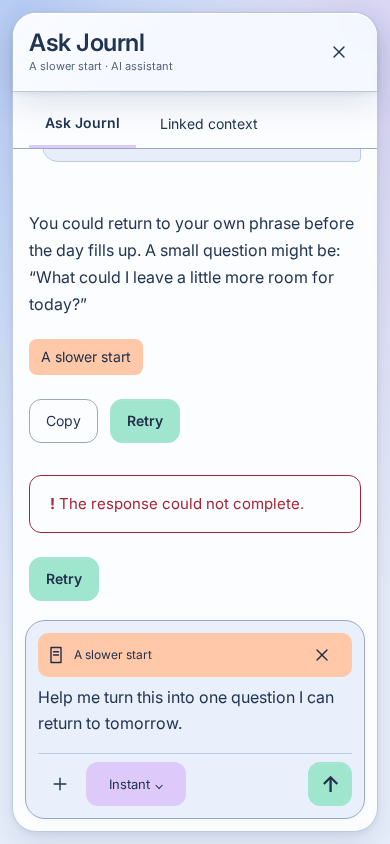 Ask Journl
A slower start · AI assistant
Ask Journl
Linked context
You could return to your own phrase before
the day fills up. A small question might be:
“What could I leave a little more room for
today?”
A slower start
Copy
Retry
! The response could not complete.
Retry
A slower start
Help me turn this into one question I can
return to tomorrow.
Instant